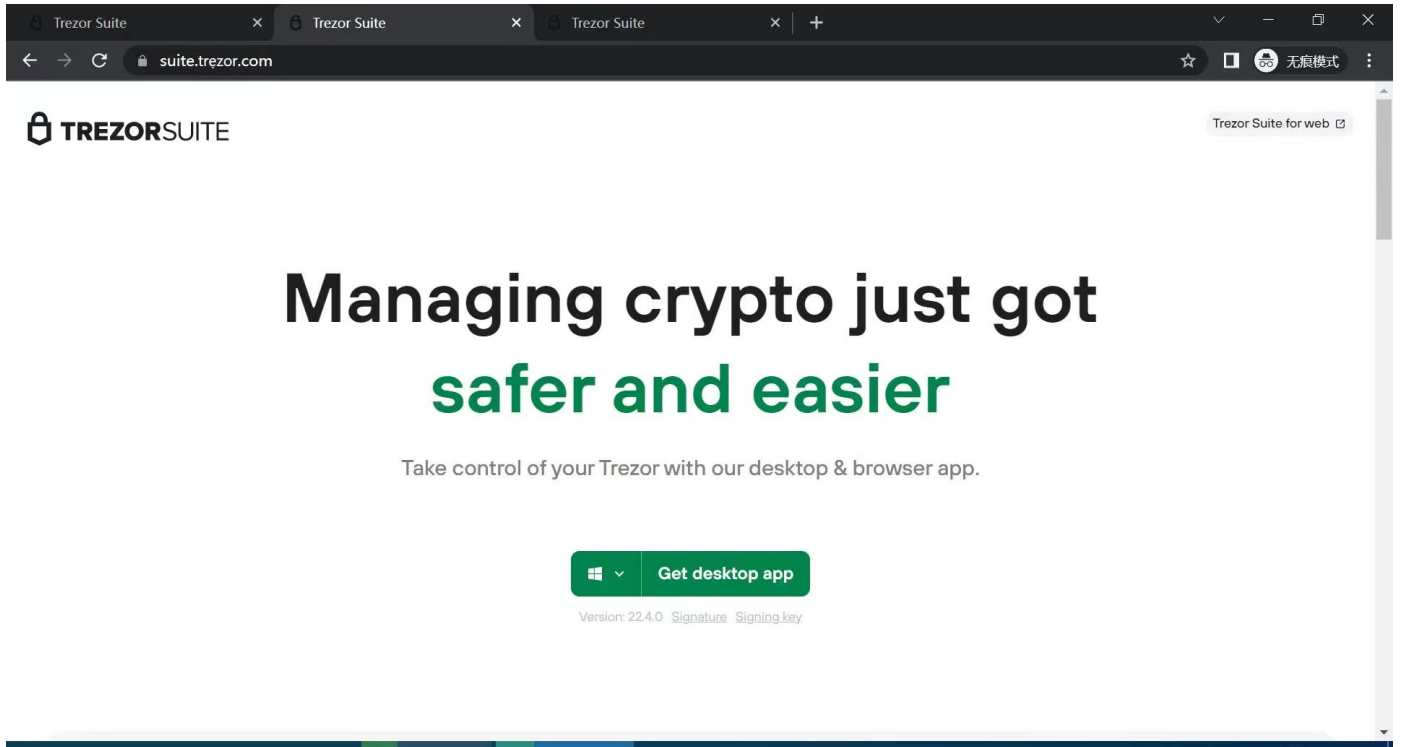 Trezor Suite
Trezor Suite
Trezor Suite
suite.trẹzor.com
无痕模式
TREZORSUITE
Trezor Suite for web
Managing crypto just got
safer and easier
Take control of your Trezor with our desktop & browser app.
Get desktop app
Version: 22.4.0 Signature Signing key